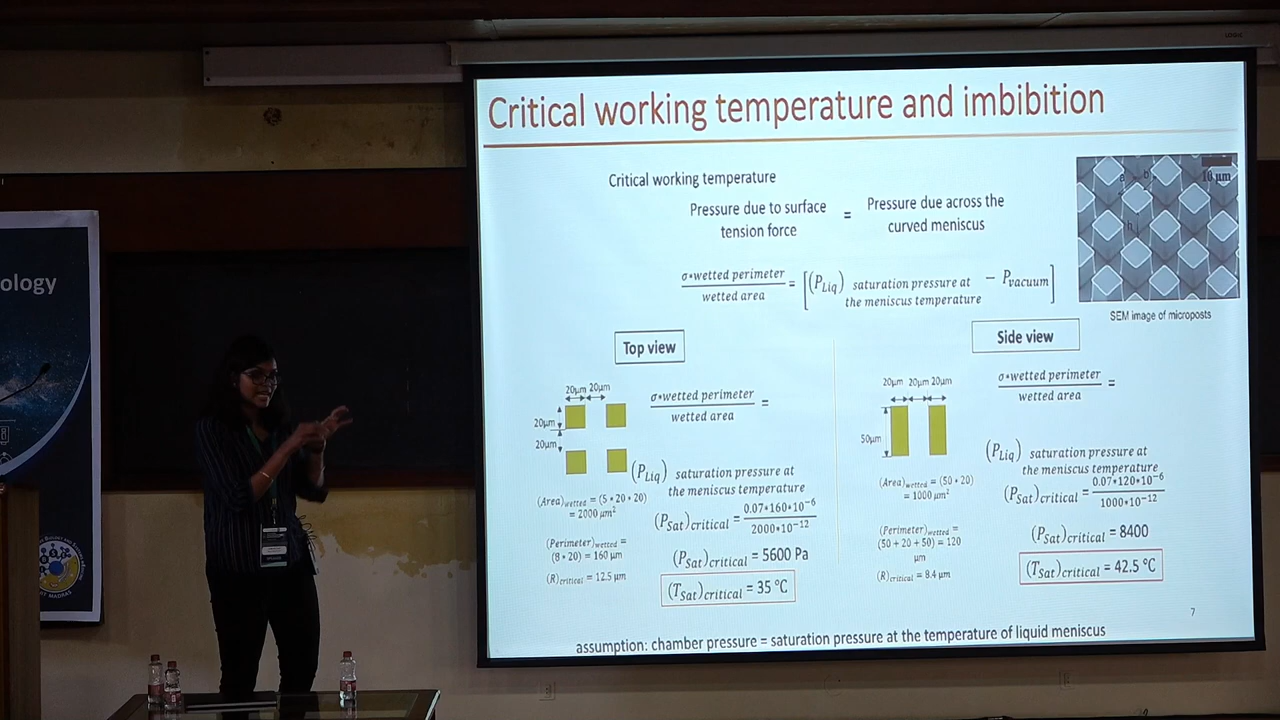 Critical working temperature and imbibition
Critical working temperature
Pressure due to surface
tension force
=
Pressure due across the
curved meniscus
σ*wetted perimeter
wetted area
= [(P_Liq) saturation pressure at
the meniscus temperature
− P_vacuum]
10 μm
a
b
h
SEM image of microposts
Top view
20μm 20μm
20μm
20μm
σ*wetted perimeter
wetted area
=
(P_Liq) saturation pressure at
the meniscus temperature
(Area)_wetted = (5 * 20 * 20)
= 2000 μm²
(P_Sat)_critical = 0.07*160*10⁻⁶
2000*10⁻¹²
(Perimeter)_wetted =
(8 * 20) = 160 μm
(P_Sat)_critical = 5600 Pa
(R)_critical = 12.5 μm
(T_Sat)_critical = 35 °C
Side view
20μm 20μm 20μm
50μm
σ*wetted perimeter
wetted area
=
(P_Liq) saturation pressure at
the meniscus temperature
(Area)_wetted = (50 * 20)
= 1000 μm²
(P_Sat)_critical = 0.07*120*10⁻⁶
1000*10⁻¹²
(Perimeter)_wetted =
(50 + 20 + 50) = 120
μm
(P_Sat)_critical = 8400
(R)_critical = 8.4 μm
(T_Sat)_critical = 42.5 °C
7
assumption: chamber pressure = saturation pressure at the temperature of liquid meniscus
ology
MADRAS